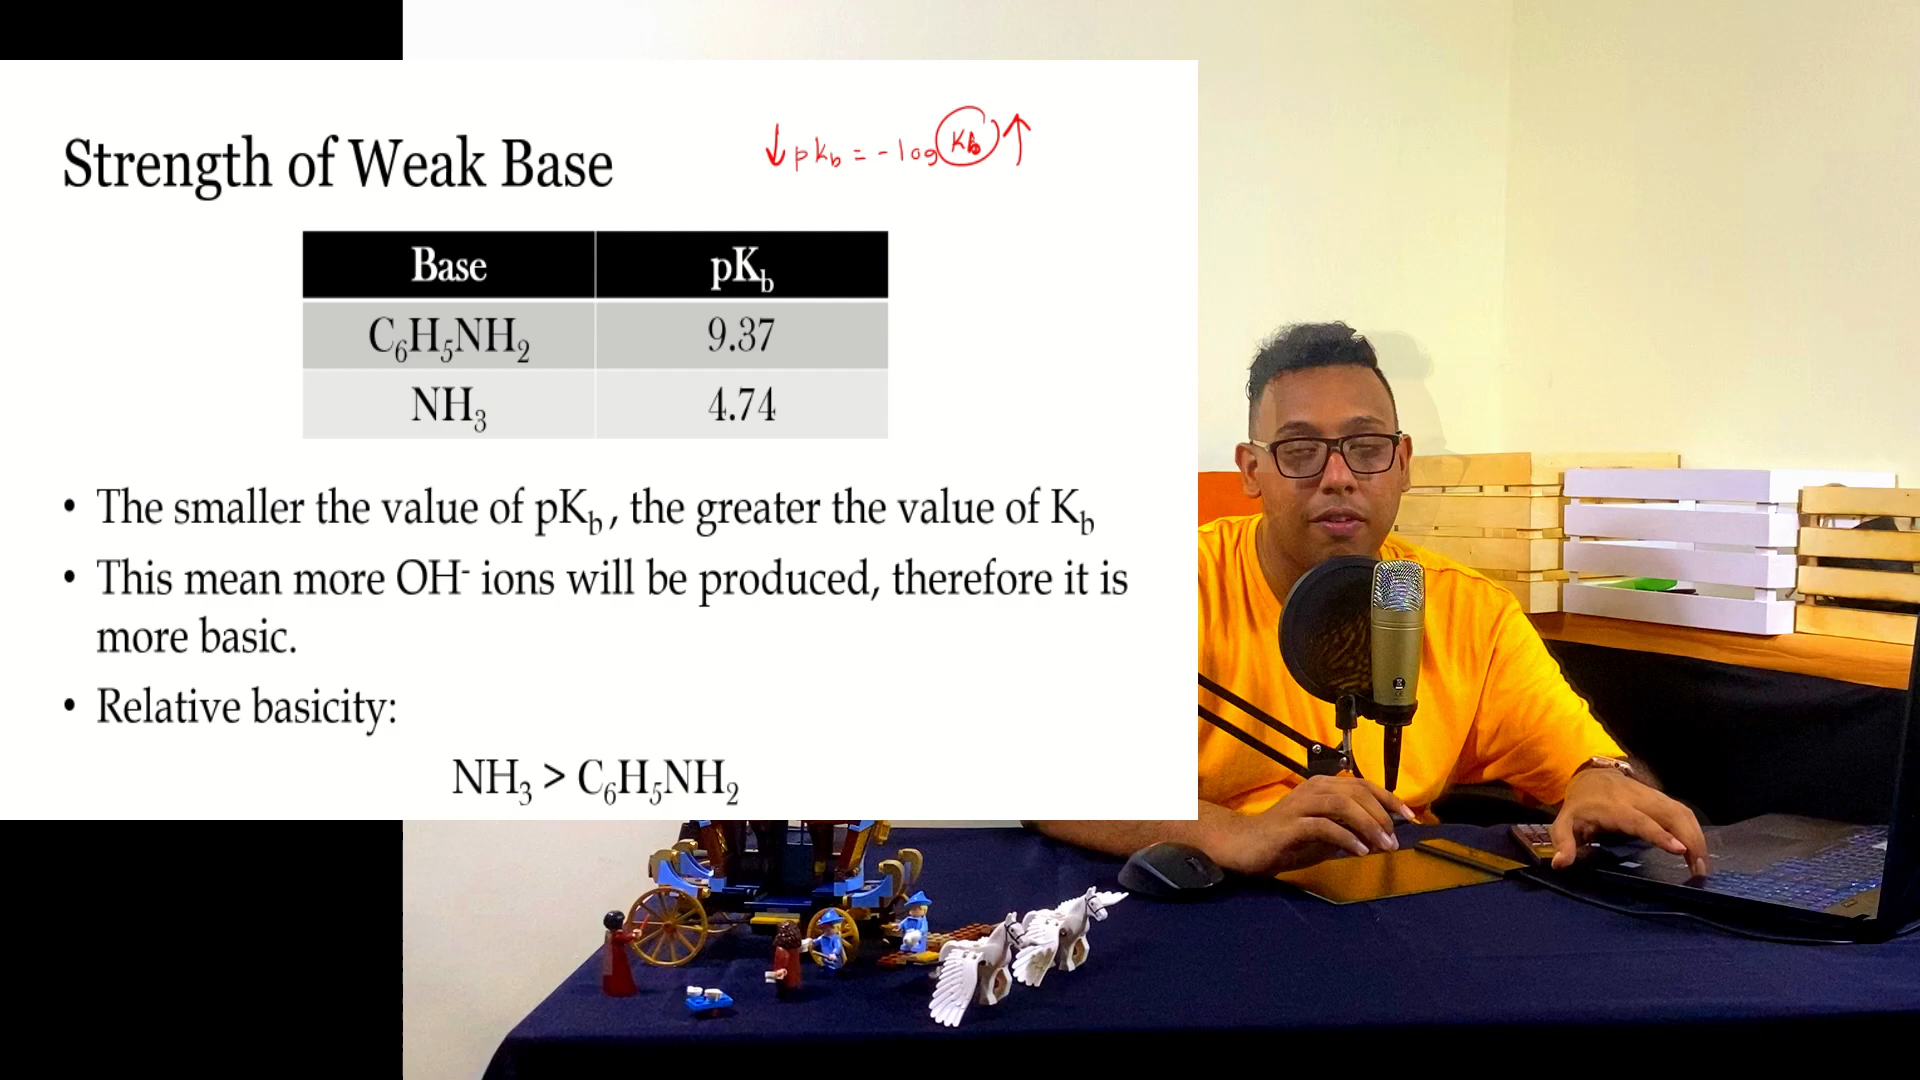 Strength of Weak Base
↓ pKb = -log Kb ↑
Base pKb
C6H5NH2 9.37
NH3 4.74
• The smaller the value of pKb, the greater the value of Kb
• This mean more OH- ions will be produced, therefore it is
more basic.
• Relative basicity:
NH3 > C6H5NH2